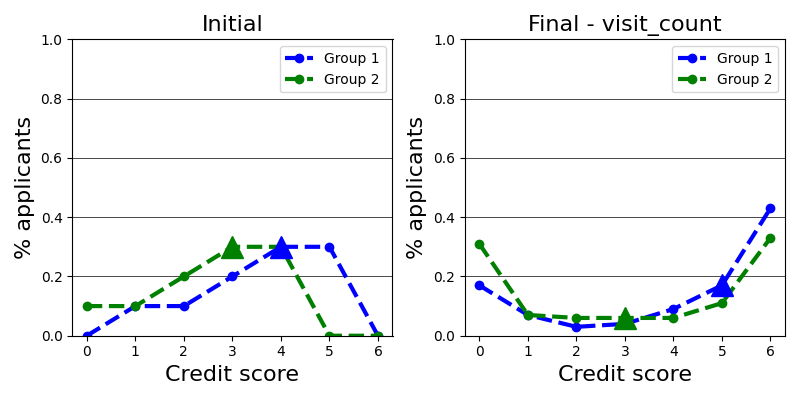 Initial
% applicants
1.0
0.8
0.6
0.4
0.2
0.0
Group 1
Group 2
0 1 2 3 4 5 6
Credit score
Final - visit_count
% applicants
1.0
0.8
0.6
0.4
0.2
0.0
Group 1
Group 2
0 1 2 3 4 5 6
Credit score